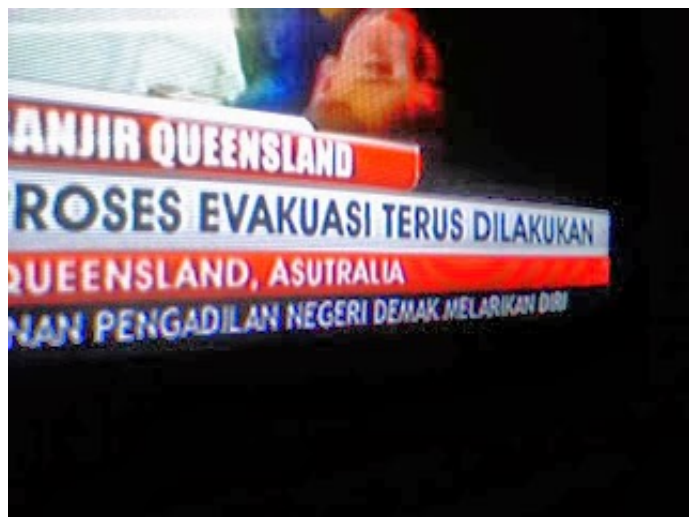 ANJIR QUEENSLAND
ROSES EVAKUASI TERUS DILAKUKAN
QUEENSLAND, ASUTRALIA
NAN PENGADILAN NEGERI DEMAK MELARIKAN DIRI